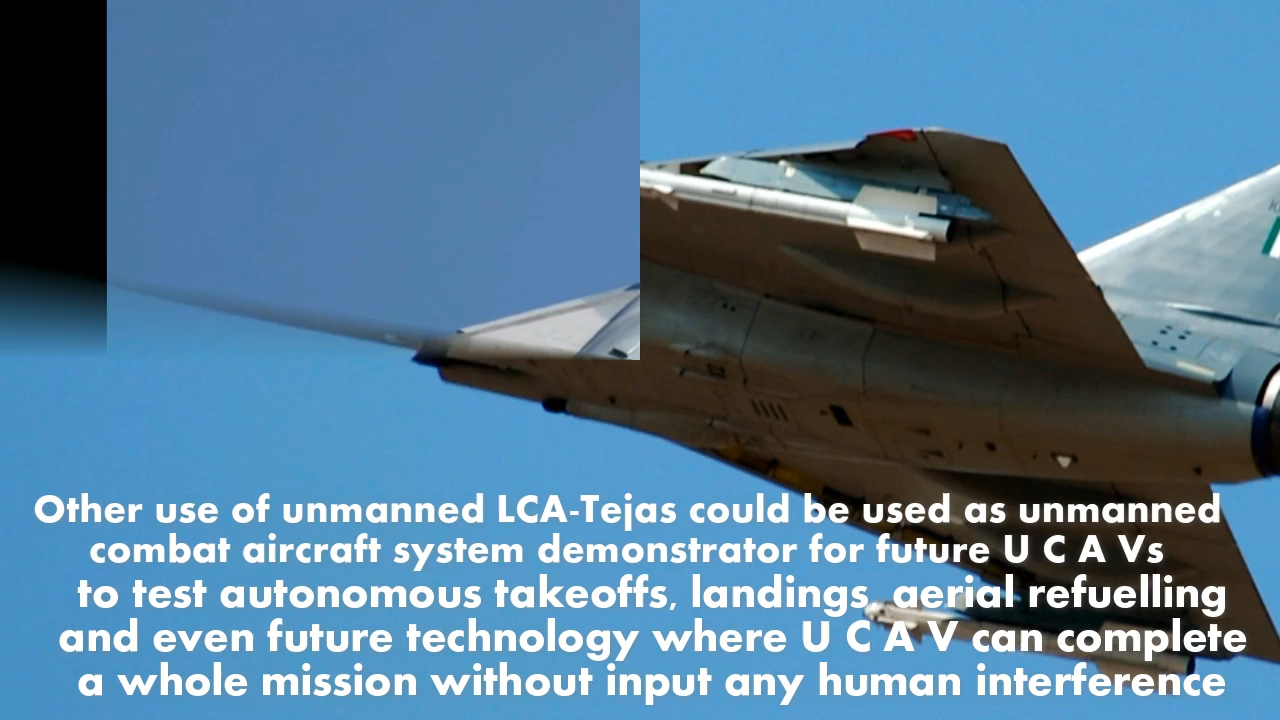 Other use of unmanned LCA-Tejas could be used as unmanned
combat aircraft system demonstrator for future U C A Vs
to test autonomous takeoffs, landings, aerial refuelling
and even future technology where U C A V can complete
a whole mission without input any human interference